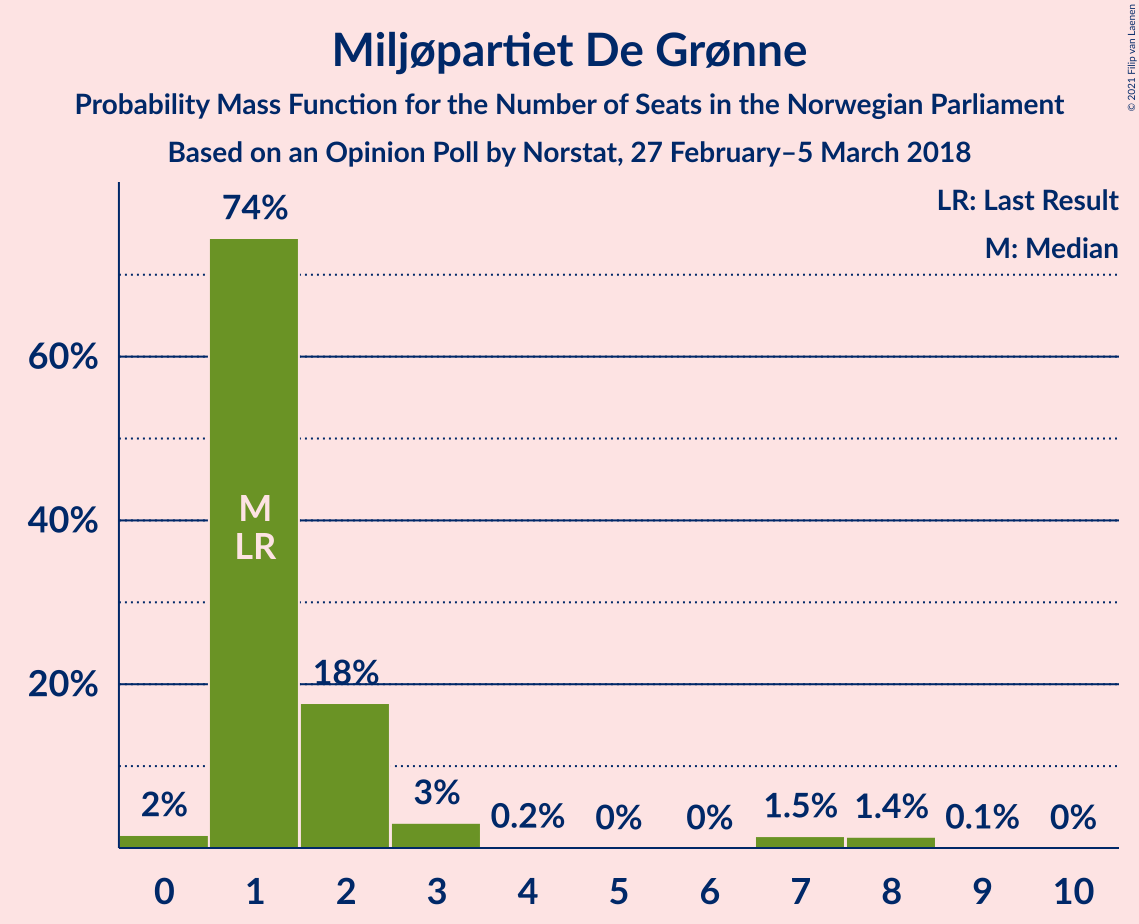 Miljøpartiet De Grønne
Probability Mass Function for the Number of Seats in the Norwegian Parliament
Based on an Opinion Poll by Norstat, 27 February–5 March 2018
© 2021 Filip van Laenen
LR: Last Result
M: Median
60%
40%
20%
74%
M
LR
18%
2%
3%
0.2%
0%
0%
1.5%
1.4%
0.1%
0%
0 1 2 3 4 5 6 7 8 9 10